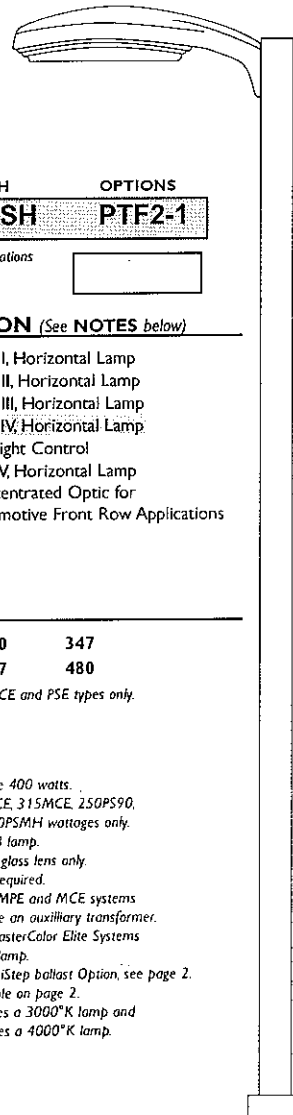 H OPTIONS
SH PTF2-1
ations
ON (See NOTES below)
I, Horizontal Lamp
II, Horizontal Lamp
III, Horizontal Lamp
IV, Horizontal Lamp
ight Control
V, Horizontal Lamp
entrated Optic for
motive Front Row Applications
0 347
7 480
CE and PSE types only.
e 400 watts.
CE, 315MCE, 250PS90,
0PSMH wattages only.
lamp.
glass lens only.
equired.
MPE and MCE systems
e an auxilliary transformer.
asterColor Elite Systems
amp.
iStep ballast Option, see page 2.
le on page 2.
es a 3000°K lamp and
es a 4000°K lamp.